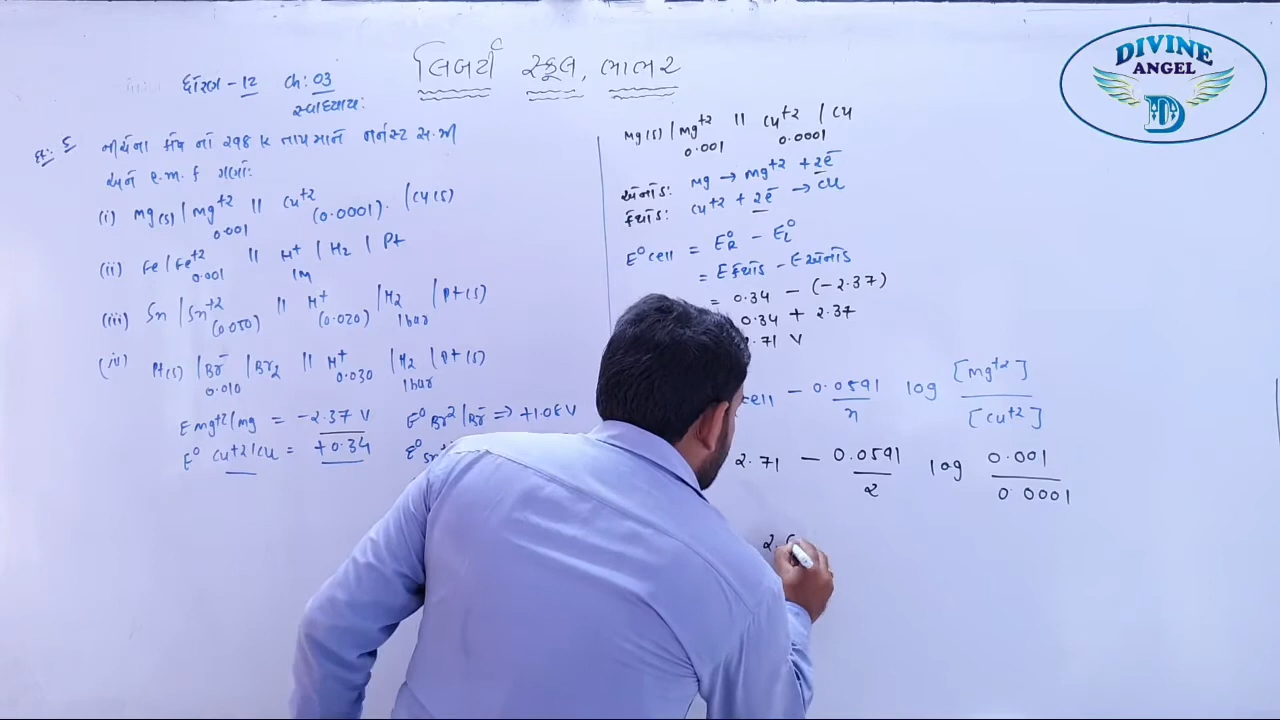 લિબર્ટી સ્કૂલ, ભાભર
DIVINE
ANGEL
D
ધોરણ - 12 Ch: 03
સ્વાધ્યાય:
નીચેના કોષ નો 298 K તાપમાને નર્ન્સ્ટ સ.મી
અને e.m.f ગણો:
(i) Mg(s) | Mg+2 || Cu+2 | Cu(s)
0.001 (0.0001)
(ii) Fe | Fe+2 || H+ | H2 | Pt
0.001 1M
(iii) Sn | Sn+2 || H+ | H2 | Pt(s)
(0.050) (0.020) 1bar
(iv) Pt(s) | Br- | Br2 || H+ | H2 | Pt(s)
0.010 0.030 1bar
E Mg+2/Mg = -2.37 V E° Br2/Br- => +1.08 V
E° Cu+2/Cu = +0.34 E° Sn
Mg(s) | Mg+2 || Cu+2 | Cu
0.001 0.0001
એનોડ: Mg → Mg+2 + 2e-
કેથોડ: Cu+2 + 2e- → Cu
E°cell = E°R - E°L
= E કેથોડ - E એનોડ
= 0.34 - (-2.37)
0.34 + 2.37
.71 V
cell - 0.0591/n log [Mg+2]/[Cu+2]
2.71 - 0.0591/2 log 0.001/0.0001
2.